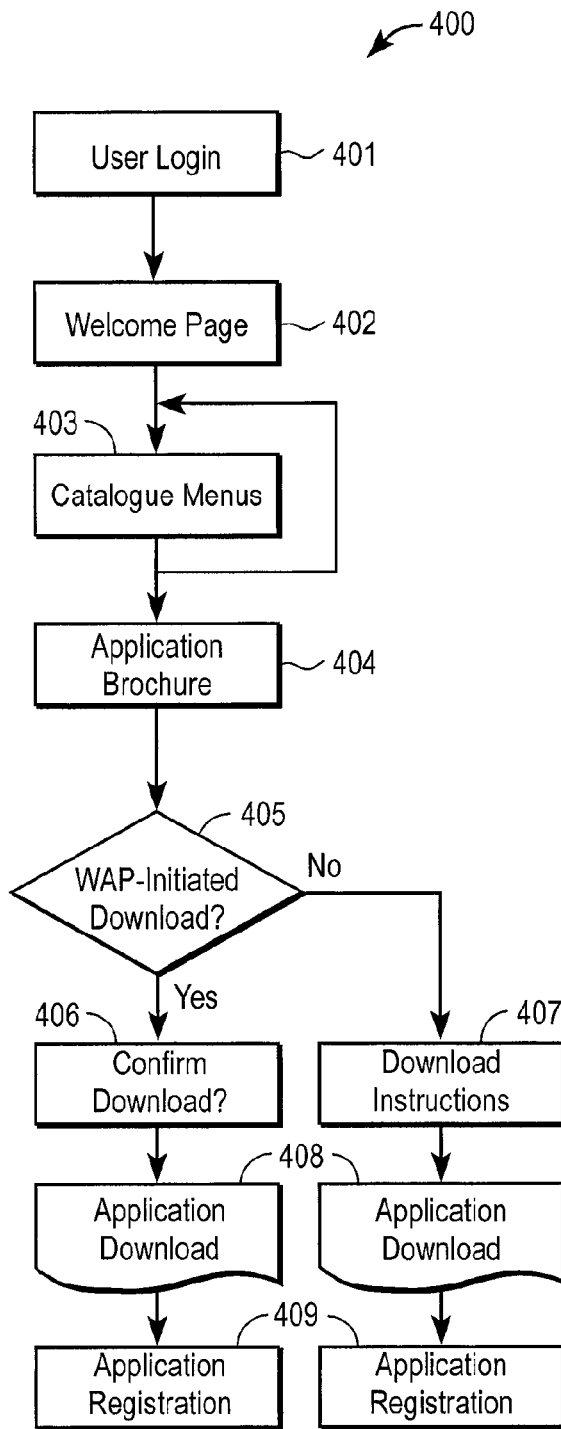 400
User Login
401
Welcome Page
402
403
Catalogue Menus
Application
Brochure
404
405
WAP-Initiated
Download?
No
Yes
406
Confirm
Download?
407
Download
Instructions
408
Application
Download
Application
Download
409
Application
Registration
Application
Registration